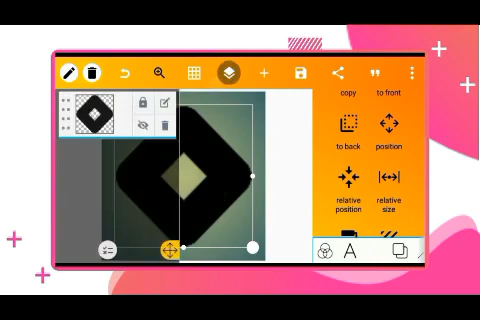 copy
to front
to back
position
relative
position
relative
size
A